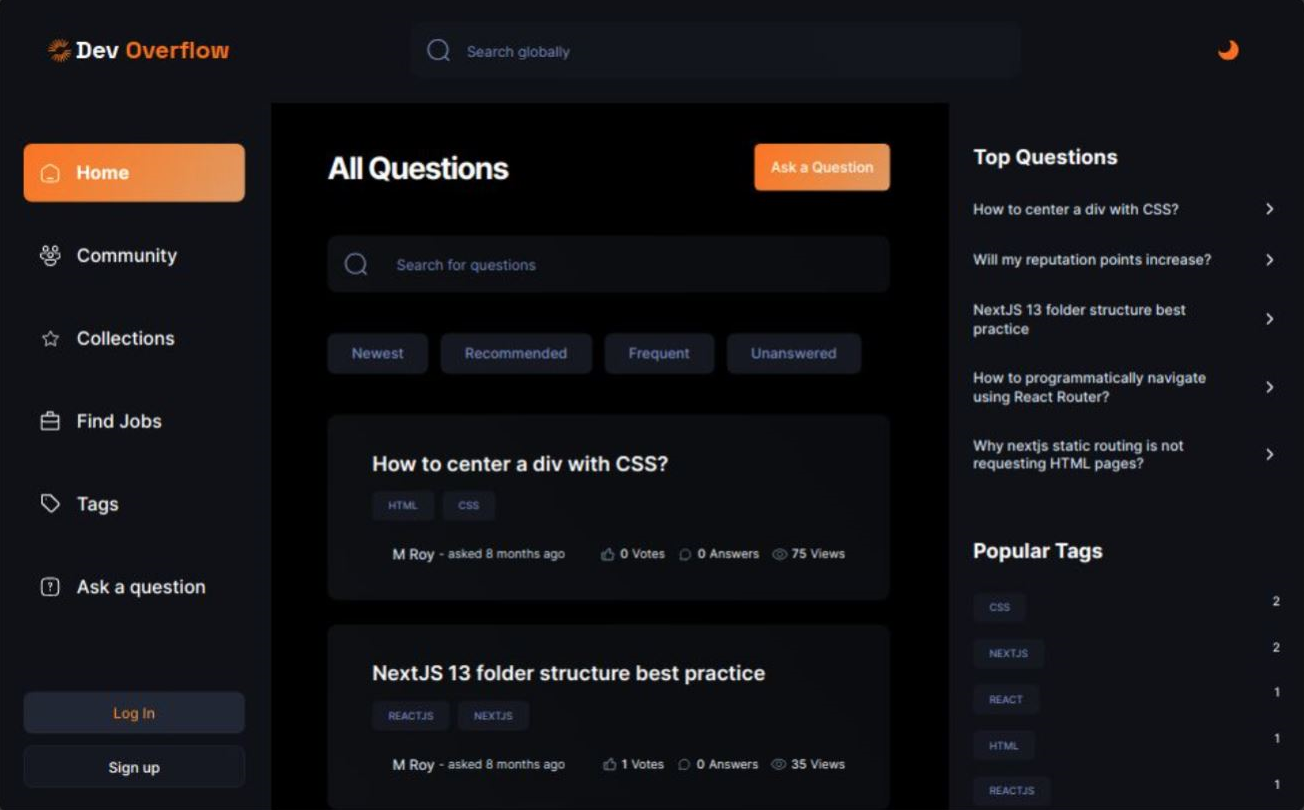 Dev Overflow
Search globally
Home
Community
Collections
Find Jobs
Tags
Ask a question
Log In
Sign up
All Questions
Ask a Question
Search for questions
Newest
Recommended
Frequent
Unanswered
How to center a div with CSS?
HTML CSS
M Roy - asked 8 months ago 0 Votes 0 Answers 75 Views
NextJS 13 folder structure best practice
REACTJS NEXTJS
M Roy - asked 8 months ago 1 Votes 0 Answers 35 Views
Top Questions
How to center a div with CSS?
Will my reputation points increase?
NextJS 13 folder structure best
practice
How to programmatically navigate
using React Router?
Why nextjs static routing is not
requesting HTML pages?
Popular Tags
CSS 2
NEXTJS 2
REACT 1
HTML 1
REACTJS 1